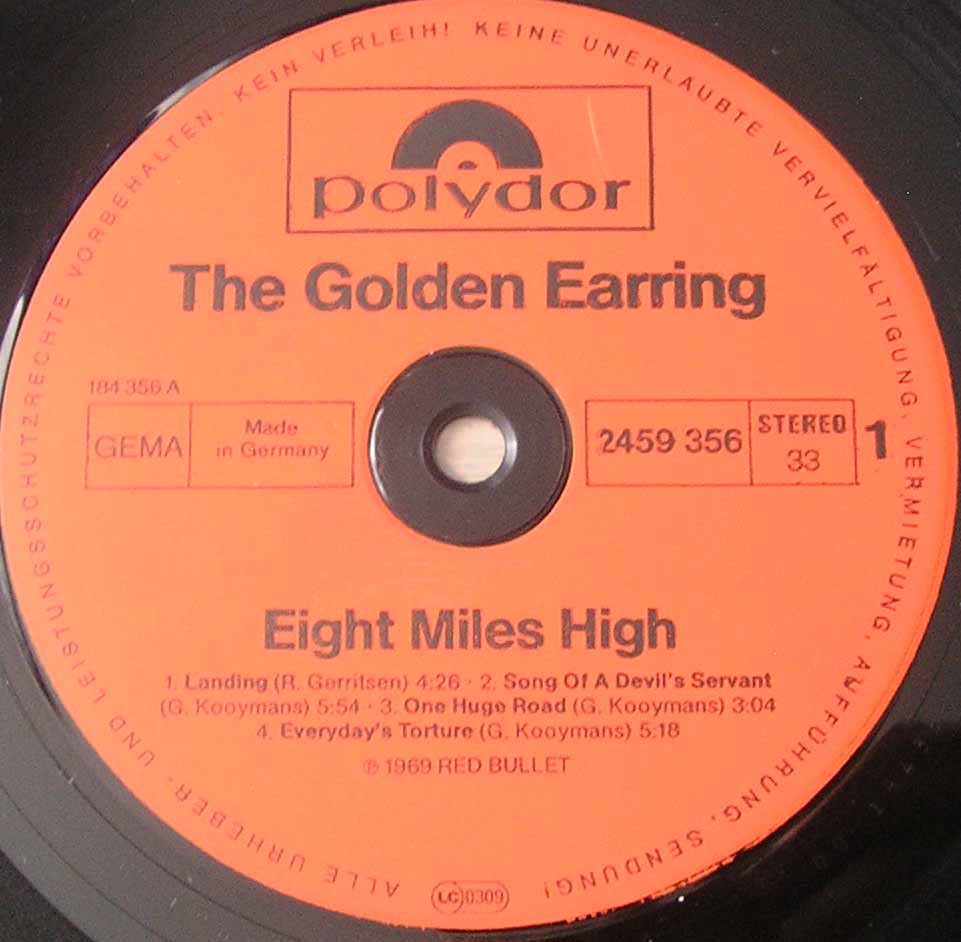 polydor
The Golden Earring
184 356 A
GEMA
Made
in Germany
2459 356
STEREO
33
1
Eight Miles High
1. Landing (R. Gerritsen) 4:26 · 2. Song Of A Devil's Servant
(G. Kooymans) 5:54 · 3. One Huge Road (G. Kooymans) 3:04
4. Everyday's Torture (G. Kooymans) 5:18
℗ 1969 RED BULLET
LC 0309
ALLE URHEBER- UND LEISTUNGSSCHUTZRECHTE VORBEHALTEN. KEIN VERLEIH! KEINE UNERLAUBTE VERVIELFÄLTIGUNG, VERMIETUNG, AUFFÜHRUNG, SENDUNG!